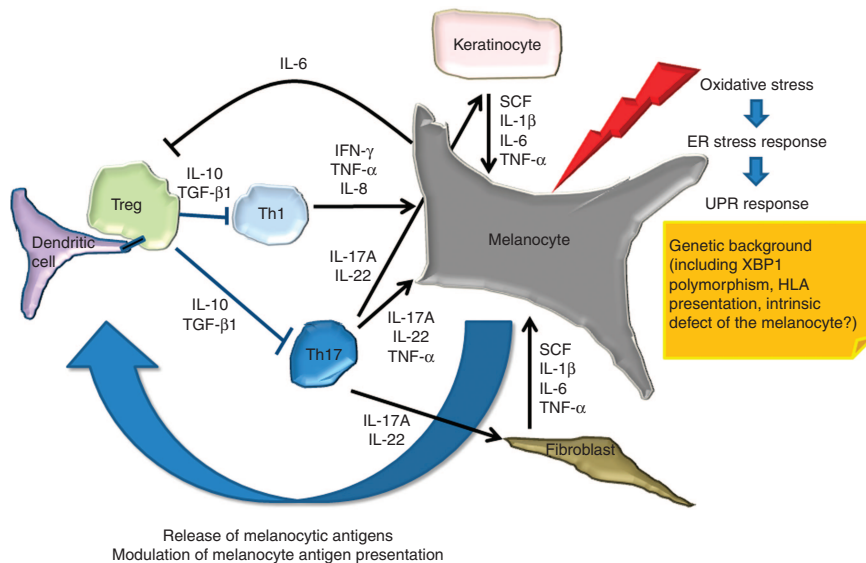 Keratinocyte
IL-6
SCF
IL-1β
IL-6
TNF-α
Oxidative stress
ER stress response
UPR response
IFN-γ
TNF-α
IL-8
IL-10
TGF-β1
Treg
Th1
Dendritic
cell
Melanocyte
Genetic background
(including XBP1
polymorphism, HLA
presentation, intrinsic
defect of the melanocyte?)
IL-17A
IL-22
IL-10
TGF-β1
IL-17A
IL-22
TNF-α
Th17
SCF
IL-1β
IL-6
TNF-α
IL-17A
IL-22
Fibroblast
Release of melanocytic antigens
Modulation of melanocyte antigen presentation